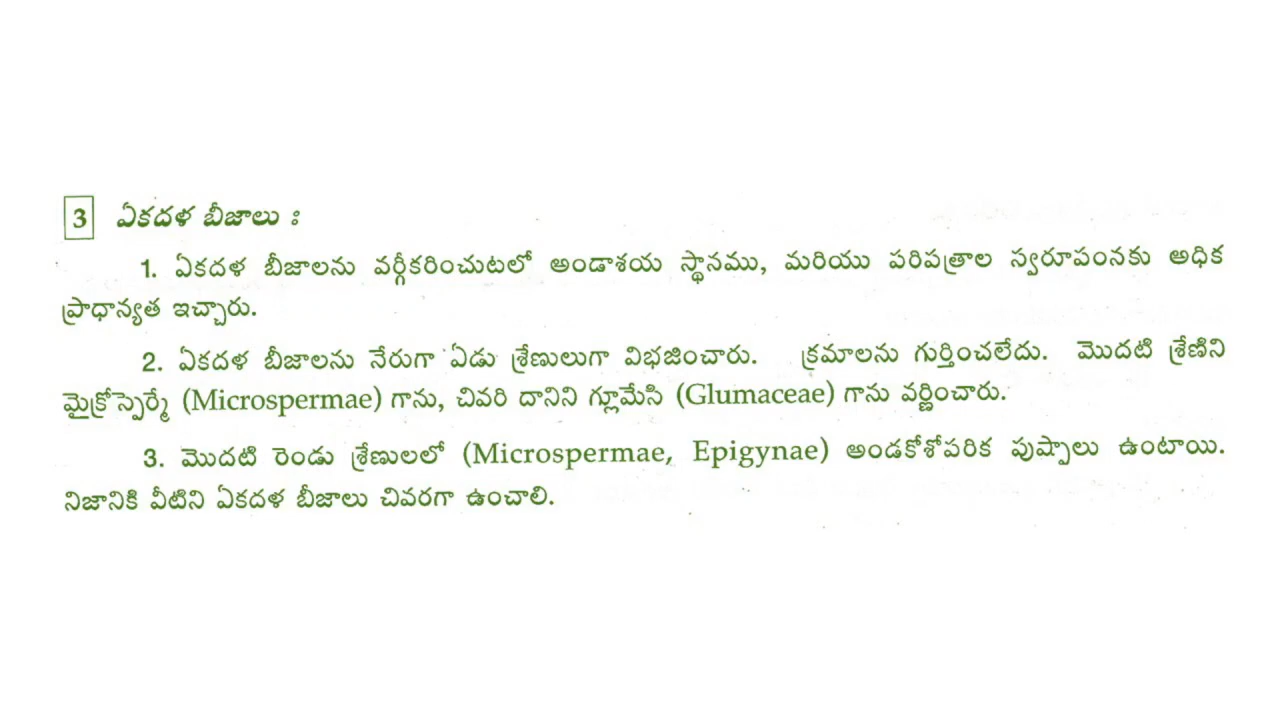 3 ఏకదళ బీజాలు :
1. ఏకదళ బీజాలను వర్గీకరించుటలో అండాశయ స్థానము, మరియు పరిపత్రాల స్వరూపంనకు అధిక
ప్రాధాన్యత ఇచ్చారు.
2. ఏకదళ బీజాలను నేరుగా ఏడు శ్రేణులుగా విభజించారు. క్రమాలను గుర్తించలేదు. మొదటి శ్రేణిని
మైక్రోస్పెర్మే (Microspermae) గాను, చివరి దానిని గ్లూమేసి (Glumaceae) గాను వర్ణించారు.
3. మొదటి రెండు శ్రేణులలో (Microspermae, Epigynae) అండకోశోపరిక పుష్పాలు ఉంటాయి.
నిజానికి వీటిని ఏకదళ బీజాలు చివరగా ఉంచాలి.